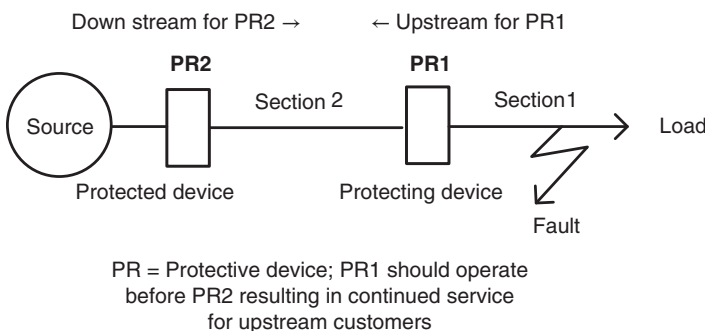 Down stream for PR2 → ← Upstream for PR1
PR2 PR1
Source Section 2 Section1 Load
Protected device Protecting device
Fault
PR = Protective device; PR1 should operate
before PR2 resulting in continued service
for upstream customers